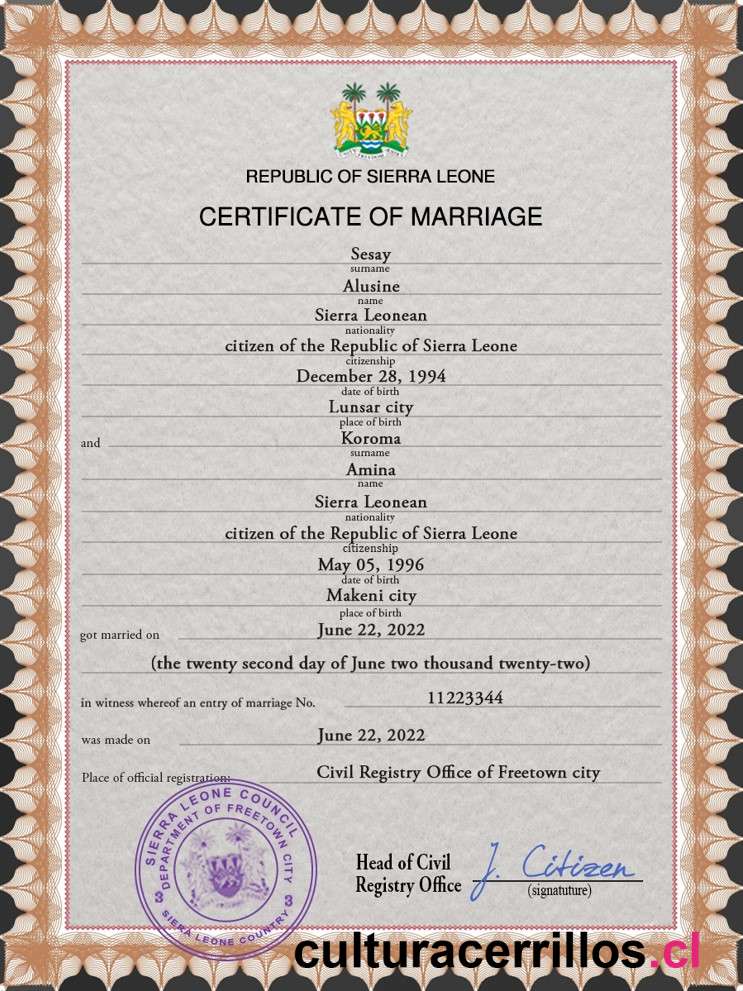 REPUBLIC OF SIERRA LEONE
CERTIFICATE OF MARRIAGE
Sesay
surname
Alusine
name
Sierra Leonean
nationality
citizen of the Republic of Sierra Leone
citizenship
December 28, 1994
date of birth
Lunsar city
place of birth
and Koroma
surname
Amina
name
Sierra Leonean
nationality
citizen of the Republic of Sierra Leone
citizenship
May 05, 1996
date of birth
Makeni city
place of birth
got married on June 22, 2022
(the twenty second day of June two thousand twenty-two)
in witness whereof an entry of marriage No. 11223344
was made on June 22, 2022
Place of official registration: Civil Registry Office of Freetown city
SIERRA LEONE COUNCIL
DEPARTMENT OF FREETOWN CITY
SIERRA LEONE COUNTRY
Head of Civil
Registry Office
J. Citizen
(signatuture)
culturacerrillos.cl